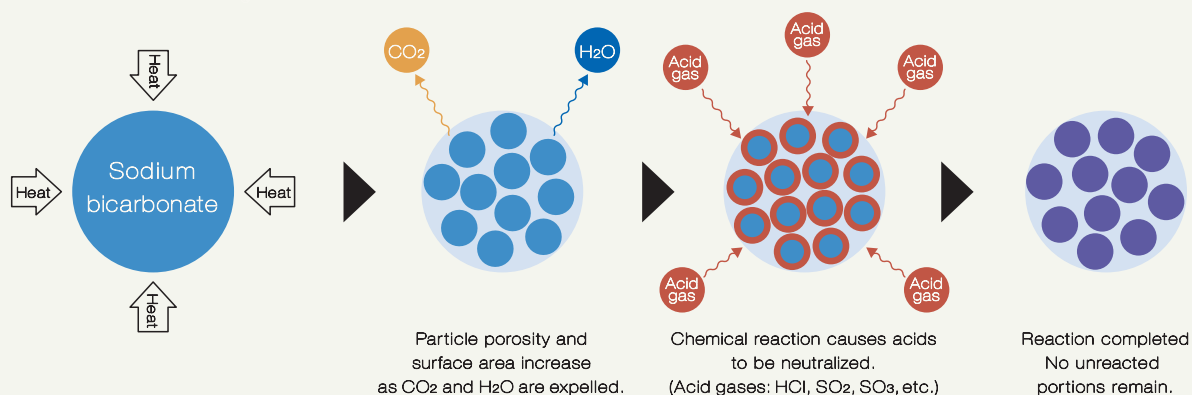 Heat
Heat
Sodium
bicarbonate
Heat
Heat
CO2
H2O
Particle porosity and
surface area increase
as CO2 and H2O are expelled.
Acid
gas
Acid
gas
Acid
gas
Acid
gas
Acid
gas
Chemical reaction causes acids
to be neutralized.
(Acid gases: HCl, SO2, SO3, etc.)
Reaction completed
No unreacted
portions remain.